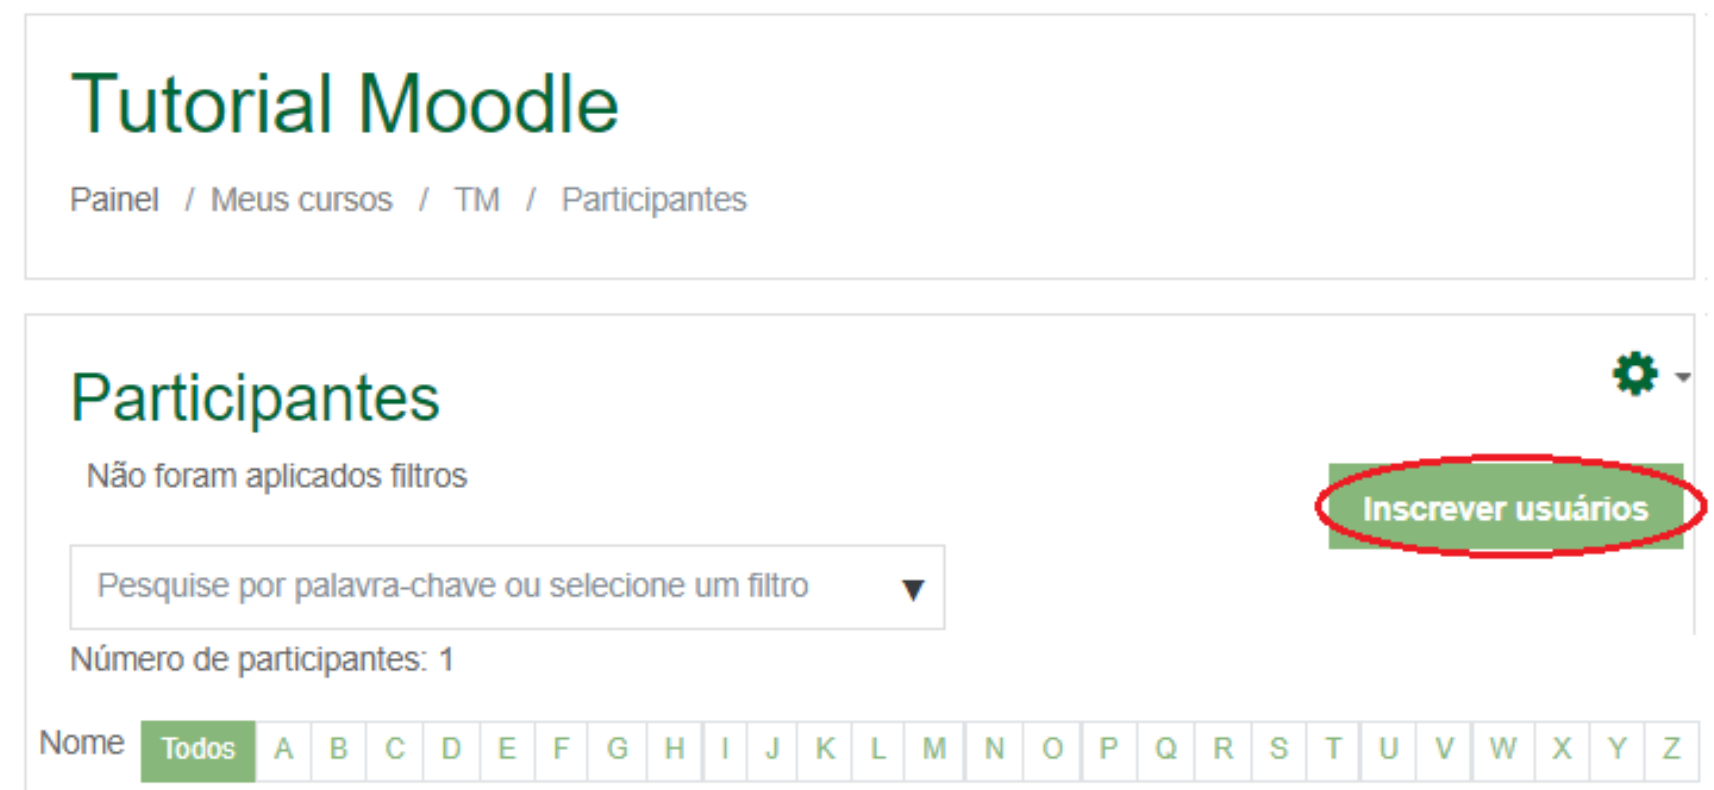 Tutorial Moodle
Painel / Meus cursos / TM / Participantes
Participantes
Não foram aplicados filtros
Inscrever usuários
Pesquise por palavra-chave ou selecione um filtro ▼
Número de participantes: 1
Nome Todos A B C D E F G H I J K L M N O P Q R S T U V W X Y Z